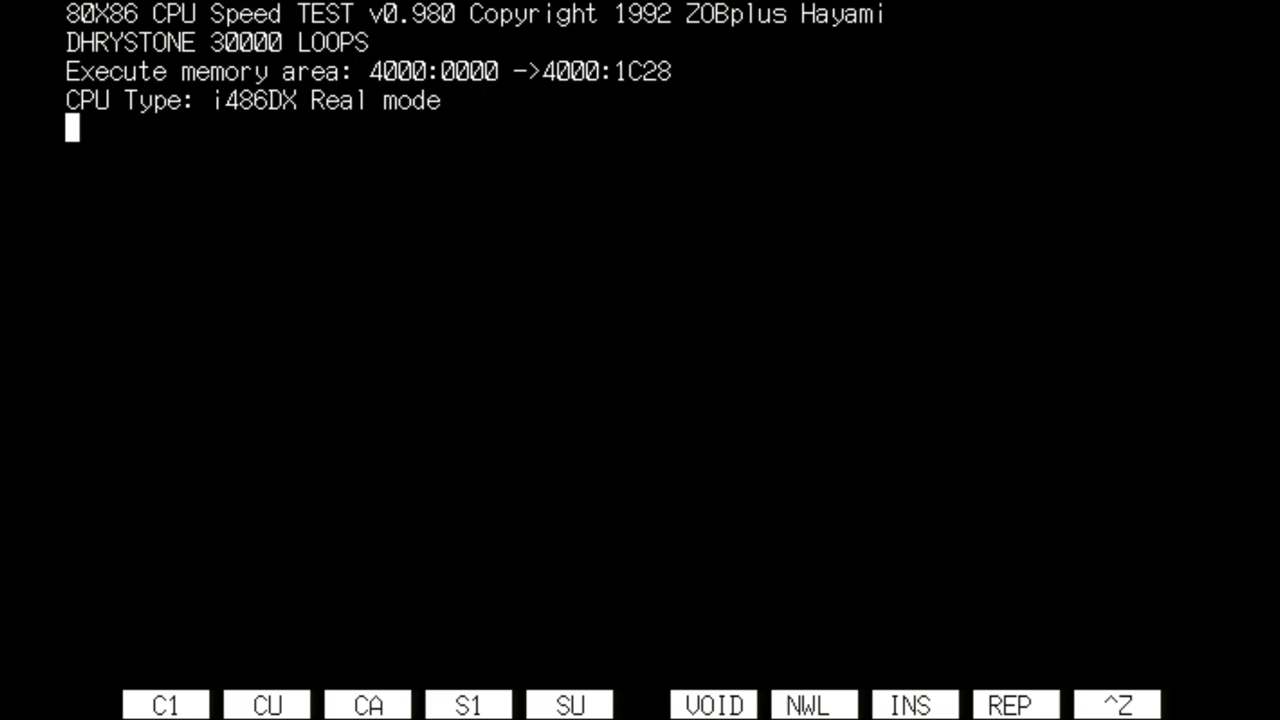 80X86 CPU Speed TEST v0.980 Copyright 1992 ZOBplus Hayami
DHRYSTONE 30000 LOOPS
Execute memory area: 4000:0000 ->4000:1C28
CPU Type: i486DX Real mode
C1 CU CA S1 SU VOID NWL INS REP ^Z